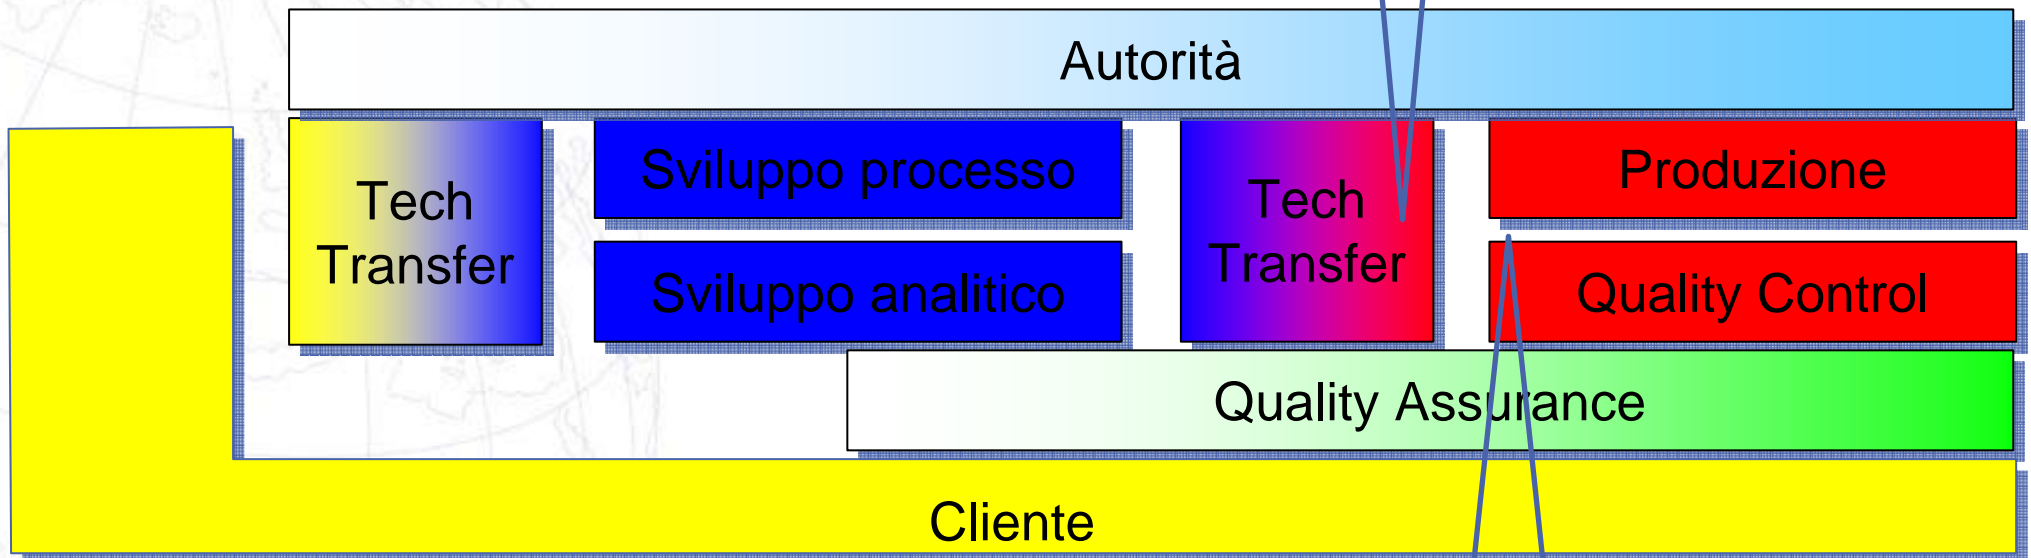 Autorità
Tech
Transfer
Sviluppo processo
Sviluppo analitico
Tech
Transfer
Produzione
Quality Control
Quality Assurance
Cliente